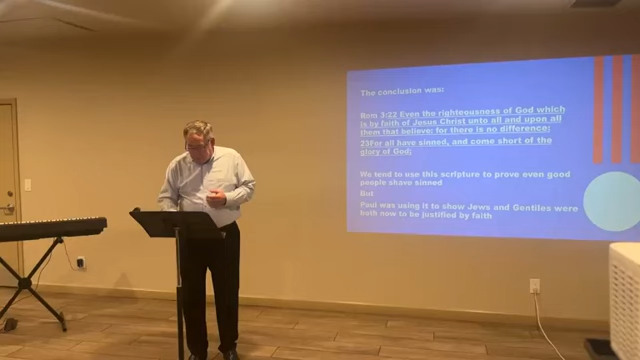 The conclusion was:
Rom 3:22 Even the righteousness of God which
is by faith of Jesus Christ unto all and upon all
them that believe: for there is no difference;
23For all have sinned, and come short of the
glory of God;
We tend to use this scripture to prove even good
people shave sinned
But
Paul was using it to show Jews and Gentiles were
both now to be justified by faith